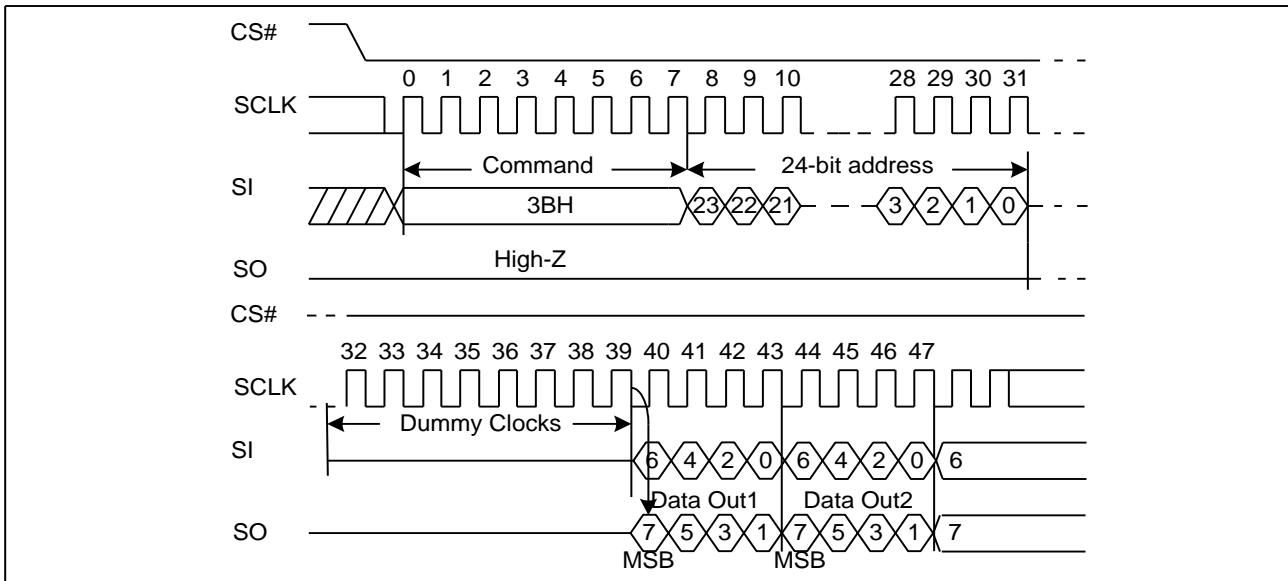 CS#
0 1 2 3 4 5 6 7 8 9 10 28 29 30 31
SCLK
Command 24-bit address
SI
3BH 23 22 21 3 2 1 0
High-Z
SO
CS#
32 33 34 35 36 37 38 39 40 41 42 43 44 45 46 47
SCLK
Dummy Clocks
SI
6 4 2 0 6 4 2 0 6
Data Out1 Data Out2
SO
7 5 3 1 7 5 3 1 7
MSB MSB